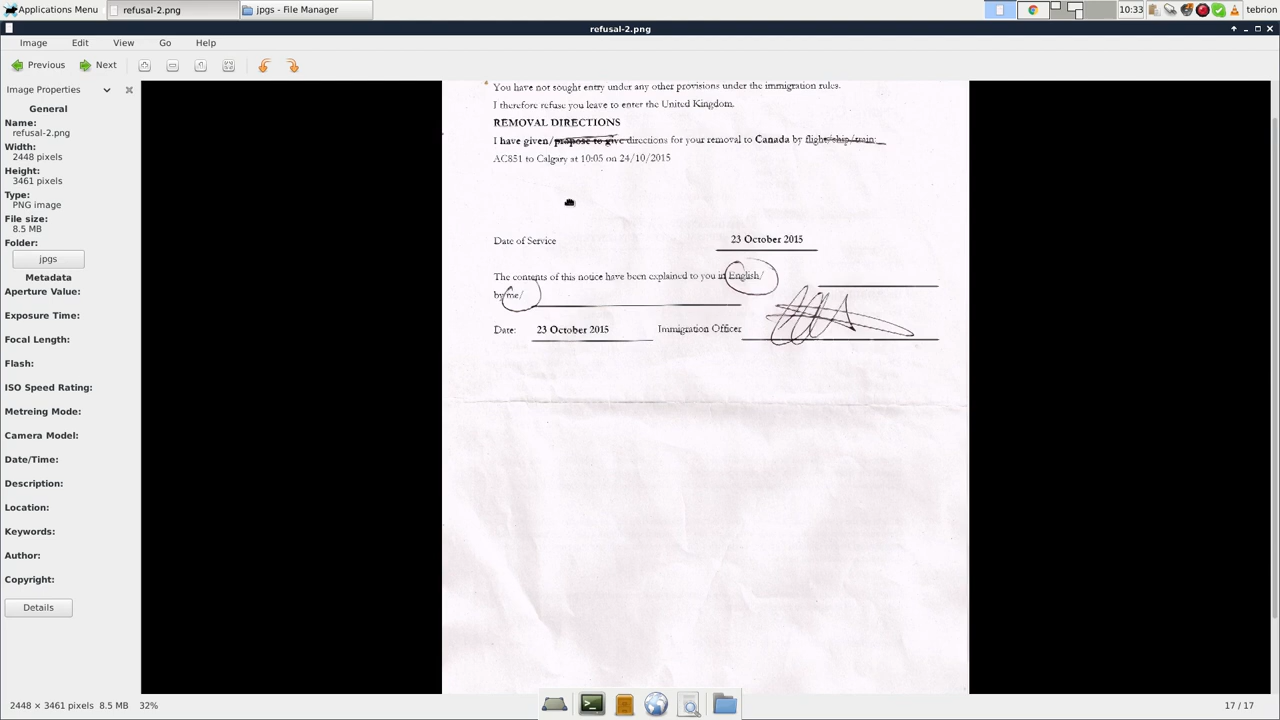 Applications Menu
refusal-2.png
jpgs - File Manager
10:33
tebrion
refusal-2.png
Image
Edit
View
Go
Help
Previous
Next
Image Properties
General
Name:
refusal-2.png
Width:
2448 pixels
Height:
3461 pixels
Type:
PNG image
File size:
8.5 MB
Folder:
jpgs
Metadata
Aperture Value:
Exposure Time:
Focal Length:
Flash:
ISO Speed Rating:
Metreing Mode:
Camera Model:
Date/Time:
Description:
Location:
Keywords:
Author:
Copyright:
Details
You have not sought entry under any other provisions under the immigration rules.
I therefore refuse you leave to enter the United Kingdom.
REMOVAL DIRECTIONS
I have given/propose to give directions for your removal to Canada by flight/ship/train:
AC851 to Calgary at 10:05 on 24/10/2015
Date of Service 23 October 2015
The contents of this notice have been explained to you in English/
by me/
Date: 23 October 2015 Immigration Officer
2448 × 3461 pixels 8.5 MB 32%
17 / 17